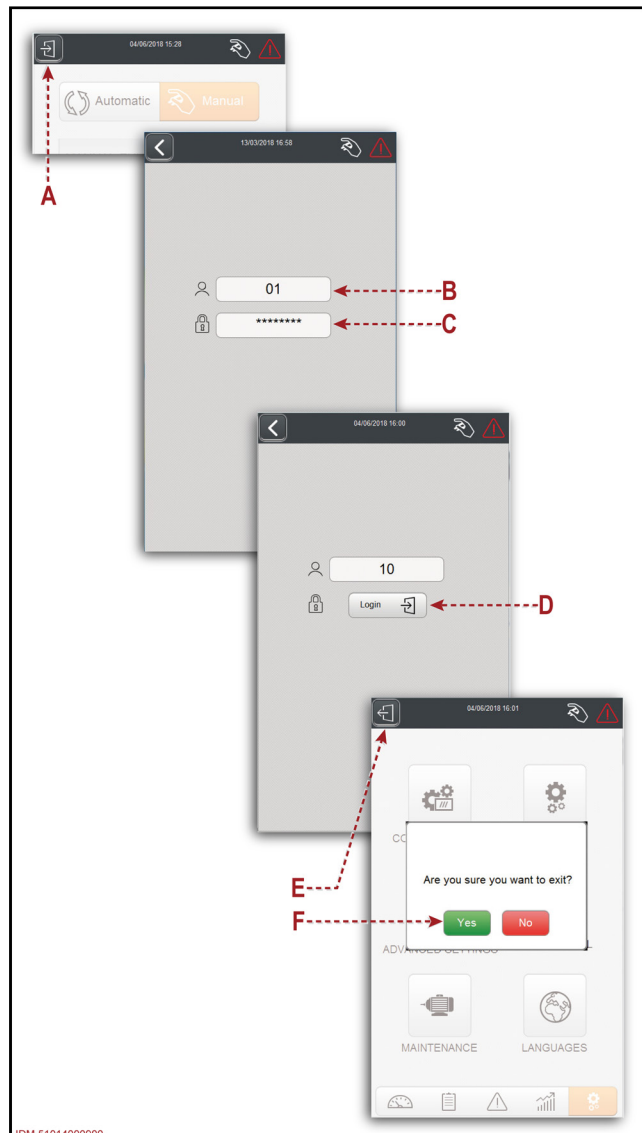 04/06/2018 15:28
Automatic
Manual
A
13/03/2018 16:58
01
B
********
C
04/06/2018 16:00
10
Login
D
04/06/2018 16:01
E
CO
Are you sure you want to exit?
F
Yes
No
MAINTENANCE
LANGUAGES